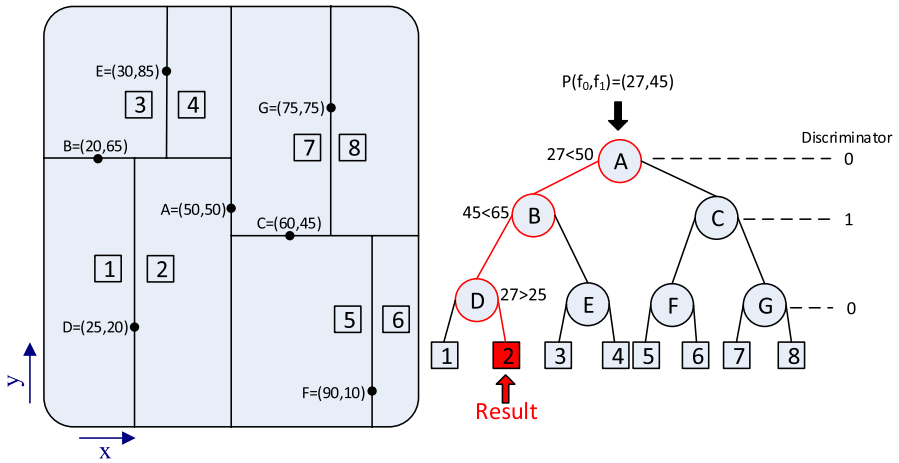 E=(30,85)
3 4
B=(20,65)
G=(75,75)
7 8
A=(50,50)
C=(60,45)
1 2
D=(25,20)
5 6
F=(90,10)
y
x
P(f₀,f₁)=(27,45)
Discriminator
27<50 A 0
45<65 B C 1
D 27>25 E F G 0
1 2 3 4 5 6 7 8
Result